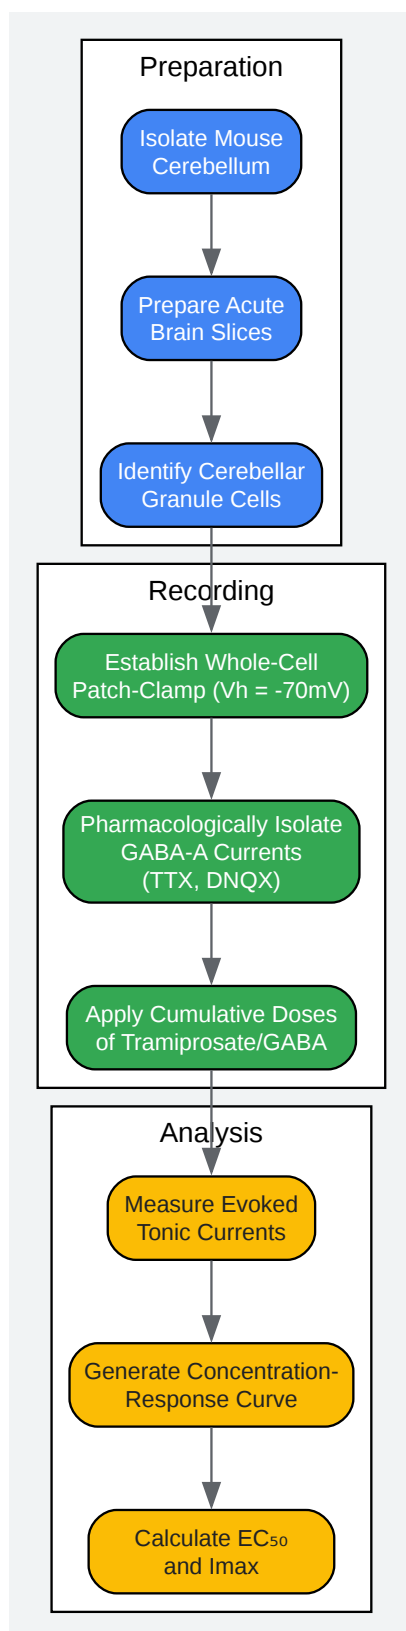 Preparation
Isolate Mouse
Cerebellum
Prepare Acute
Brain Slices
Identify Cerebellar
Granule Cells
Recording
Establish Whole-Cell
Patch-Clamp (Vh = -70mV)
Pharmacologically Isolate
GABA-A Currents
(TTX, DNQX)
Apply Cumulative Doses
of Tramiprosate/GABA
Analysis
Measure Evoked
Tonic Currents
Generate Concentration-
Response Curve
Calculate EC₅₀
and Imax